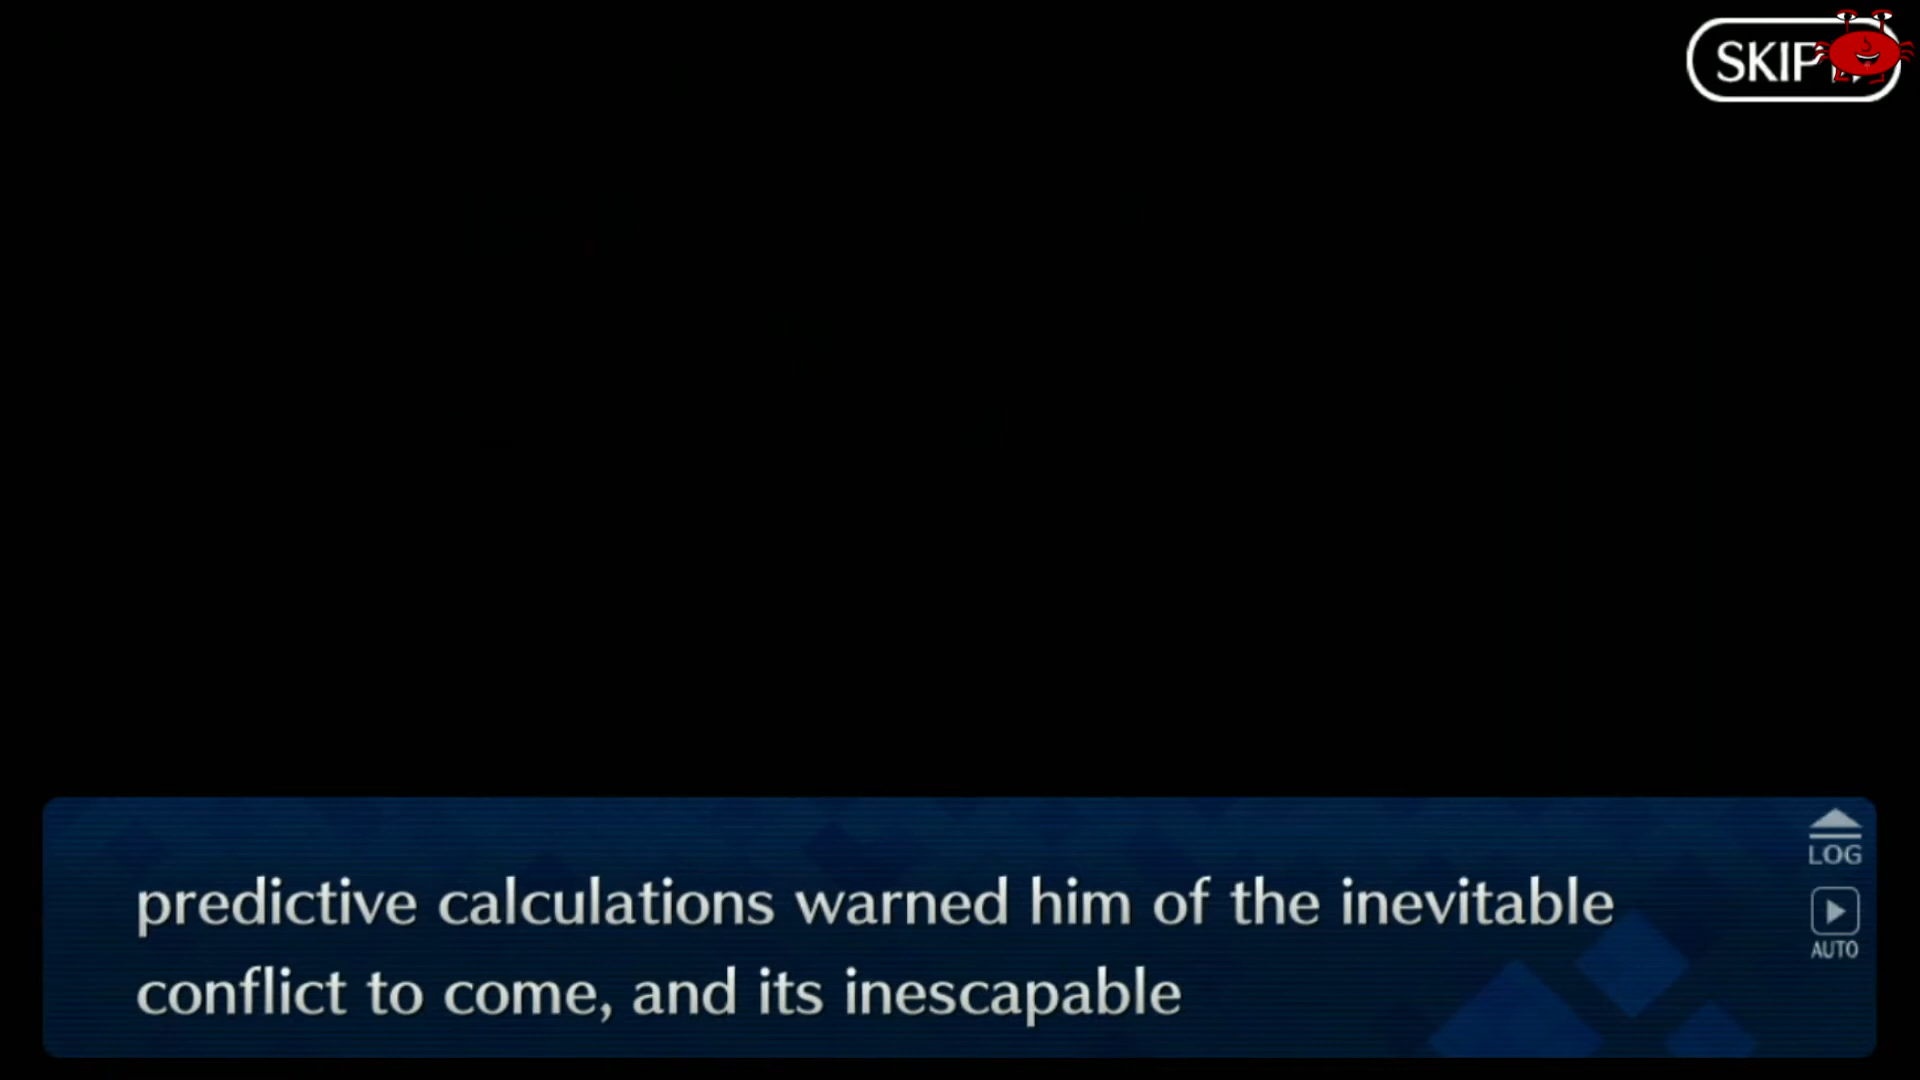 SKIP
LOG
predictive calculations warned him of the inevitable
conflict to come, and its inescapable
AUTO